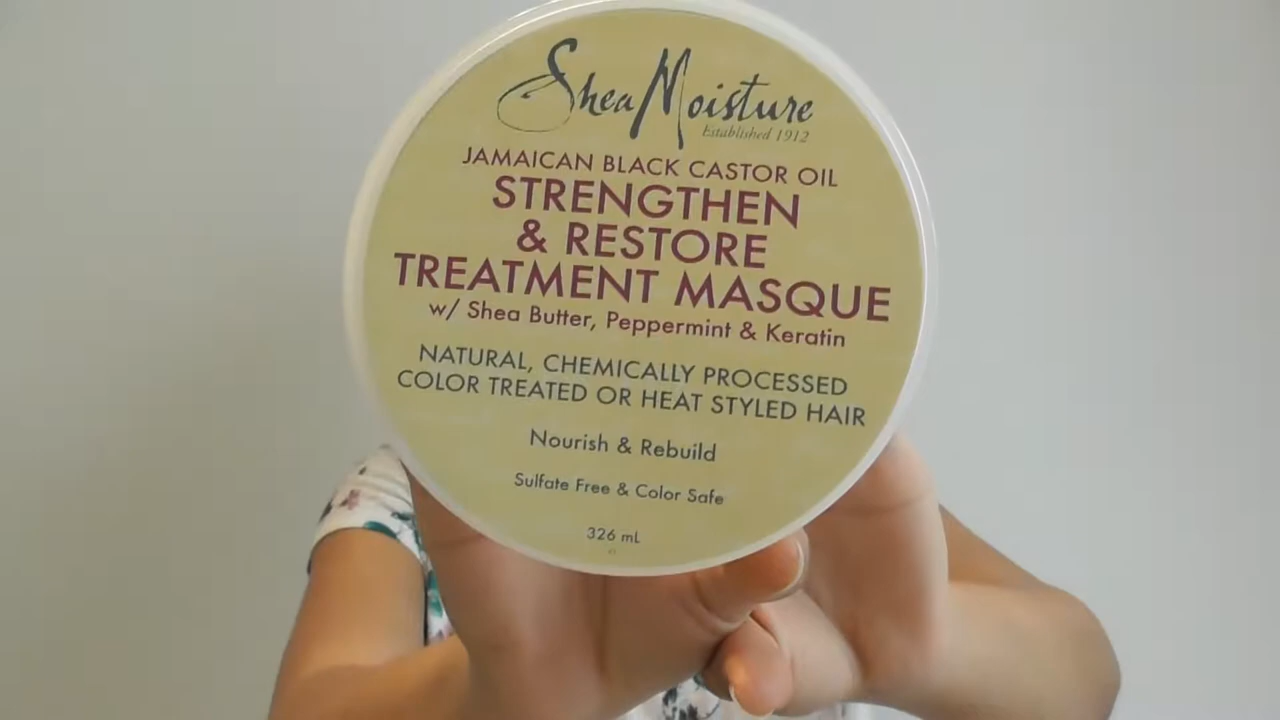 SheaMoisture
Established 1912
JAMAICAN BLACK CASTOR OIL
STRENGTHEN
& RESTORE
TREATMENT MASQUE
w/ Shea Butter, Peppermint & Keratin
NATURAL, CHEMICALLY PROCESSED
COLOR TREATED OR HEAT STYLED HAIR
Nourish & Rebuild
Sulfate Free & Color Safe
326 mL